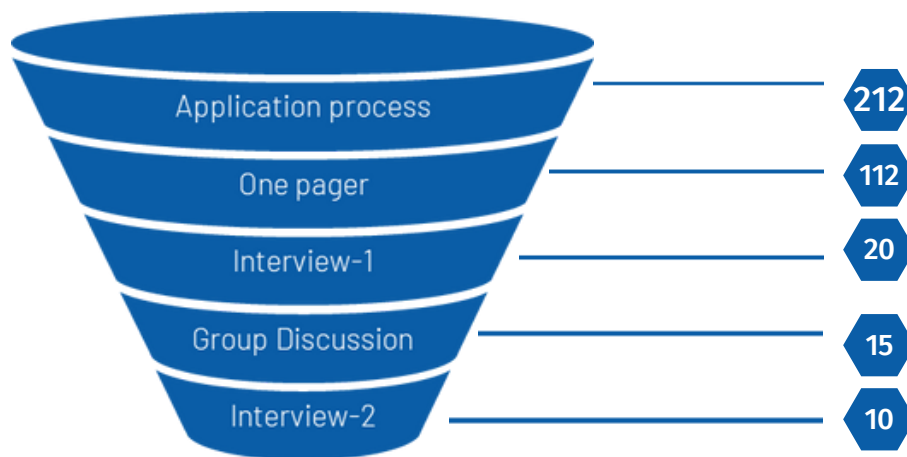 Application process
212
One pager
112
Interview-1
20
Group Discussion
15
Interview-2
10